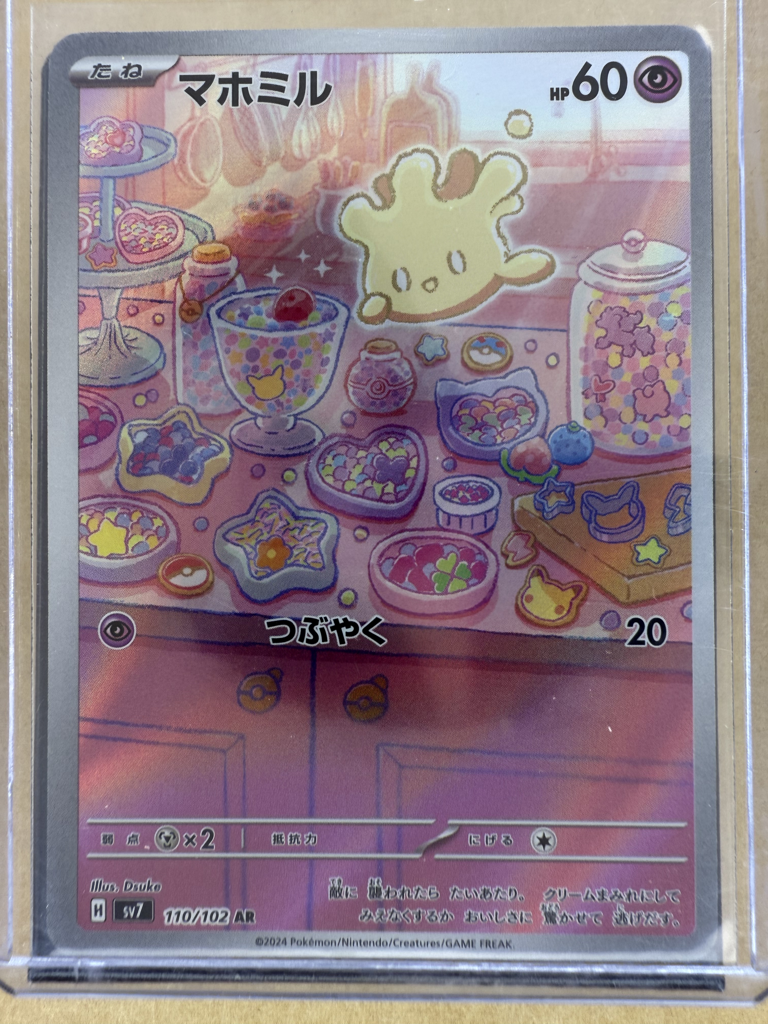 たね
マホミル
HP60
つぶやく 20
弱点 ×2 抵抗力 にげる
Illus. Dsuke
敵に 襲われたら たいあたり。 クリームまみれにして
みえなくするか おいしさに 驚かせて 逃げだす。
H sv7 110/102 AR
©2024 Pokémon/Nintendo/Creatures/GAME FREAK.